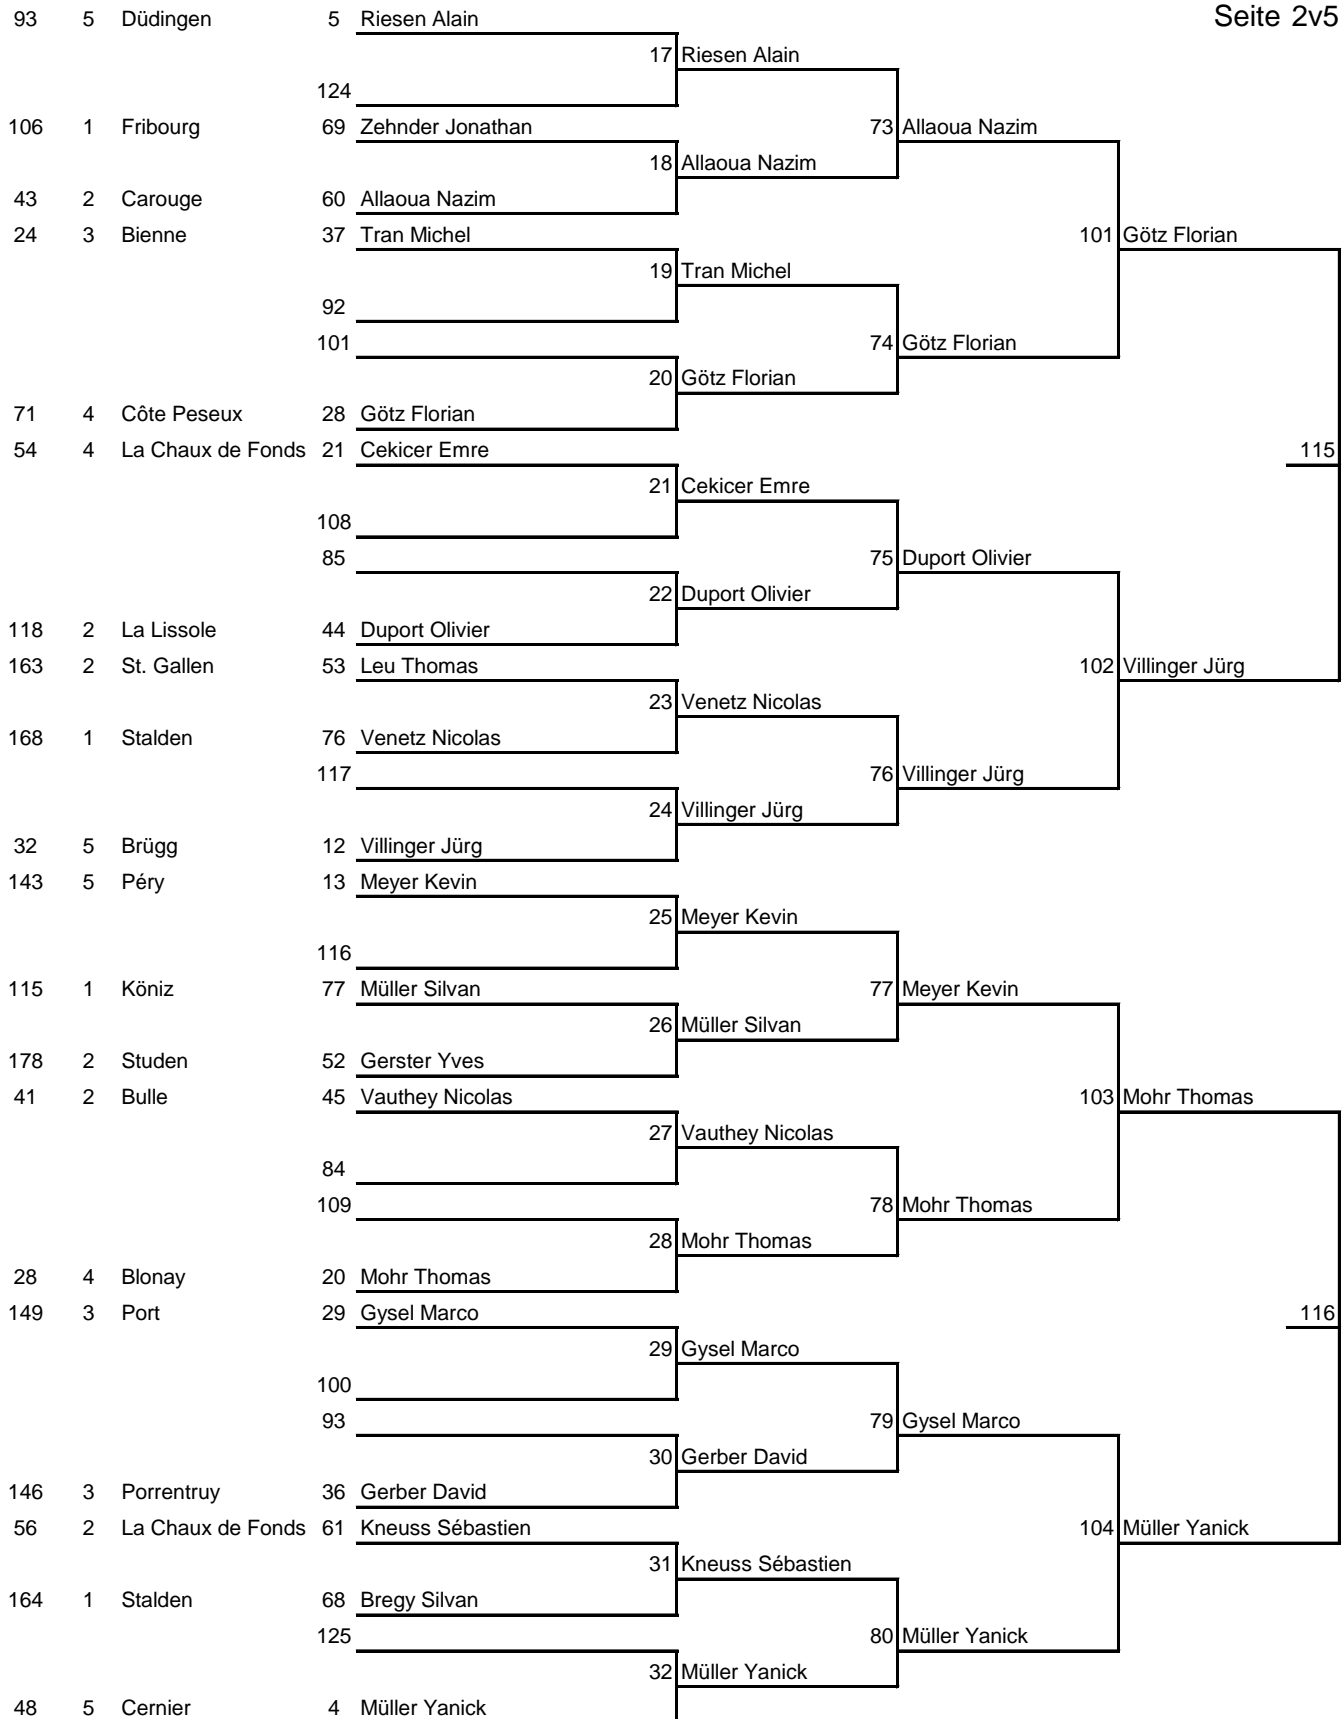 93 5 Düdingen 5 Riesen Alain Seite 2v5
17 Riesen Alain
124
106 1 Fribourg 69 Zehnder Jonathan 73 Allaoua Nazim
18 Allaoua Nazim
43 2 Carouge 60 Allaoua Nazim
24 3 Bienne 37 Tran Michel 101 Götz Florian
19 Tran Michel
92
101 74 Götz Florian
20 Götz Florian
71 4 Côte Peseux 28 Götz Florian
54 4 La Chaux de Fonds 21 Cekicer Emre 115
21 Cekicer Emre
108
85 75 Duport Olivier
22 Duport Olivier
118 2 La Lissole 44 Duport Olivier
163 2 St. Gallen 53 Leu Thomas 102 Villinger Jürg
23 Venetz Nicolas
168 1 Stalden 76 Venetz Nicolas
117 76 Villinger Jürg
24 Villinger Jürg
32 5 Brügg 12 Villinger Jürg
143 5 Péry 13 Meyer Kevin
25 Meyer Kevin
116
115 1 Köniz 77 Müller Silvan 77 Meyer Kevin
26 Müller Silvan
178 2 Studen 52 Gerster Yves
41 2 Bulle 45 Vauthey Nicolas 103 Mohr Thomas
27 Vauthey Nicolas
84
109 78 Mohr Thomas
28 Mohr Thomas
28 4 Blonay 20 Mohr Thomas
149 3 Port 29 Gysel Marco 116
29 Gysel Marco
100
93 79 Gysel Marco
30 Gerber David
146 3 Porrentruy 36 Gerber David
56 2 La Chaux de Fonds 61 Kneuss Sébastien 104 Müller Yanick
31 Kneuss Sébastien
164 1 Stalden 68 Bregy Silvan
125 80 Müller Yanick
32 Müller Yanick
48 5 Cernier 4 Müller Yanick